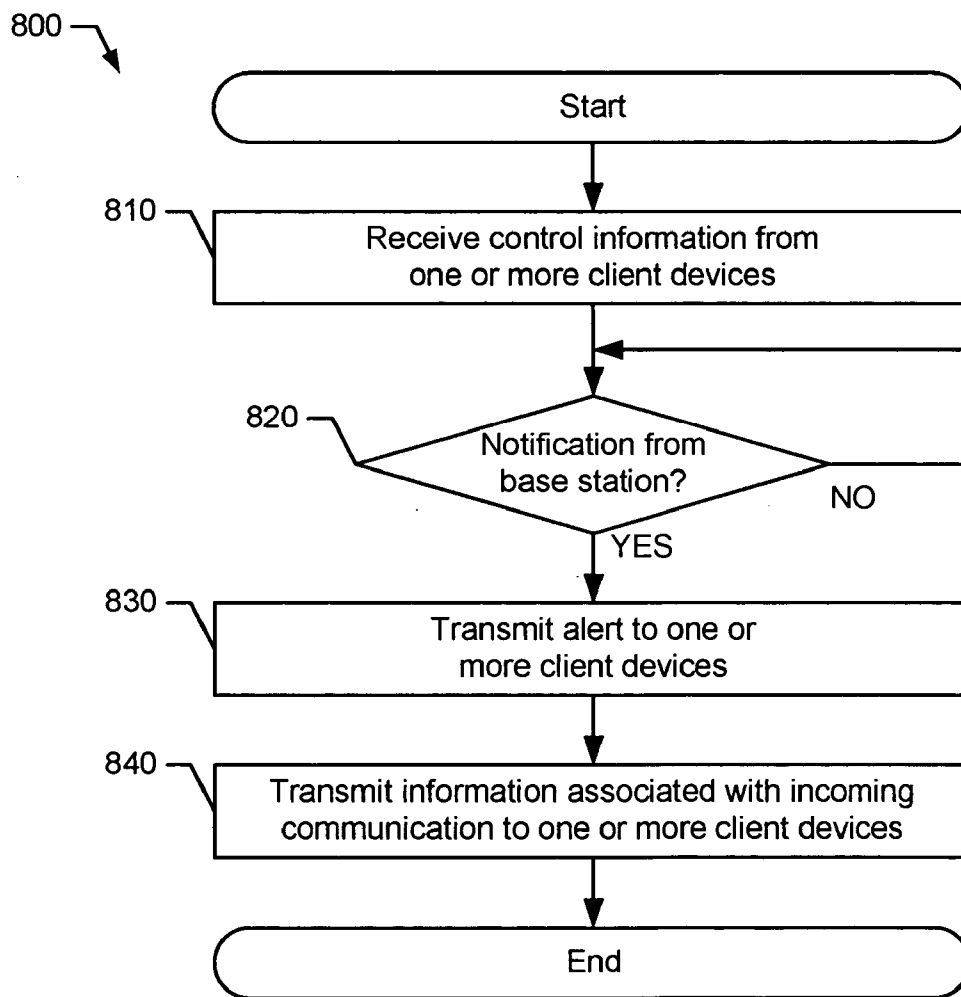 800
Start
810
Receive control information from
one or more client devices
820
Notification from
base station?
NO
YES
830
Transmit alert to one or
more client devices
840
Transmit information associated with incoming
communication to one or more client devices
End